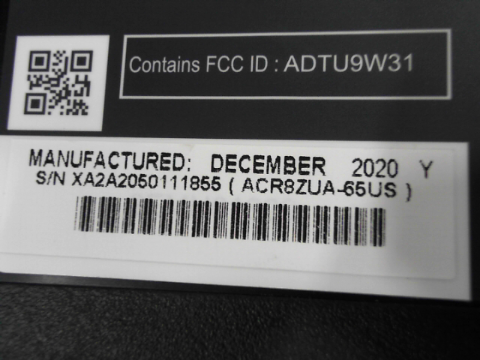 Contains FCC ID : ADTU9W31
MANUFACTURED: DECEMBER 2020 Y
S/N XA2A2050111855 ( ACR8ZUA-65US )